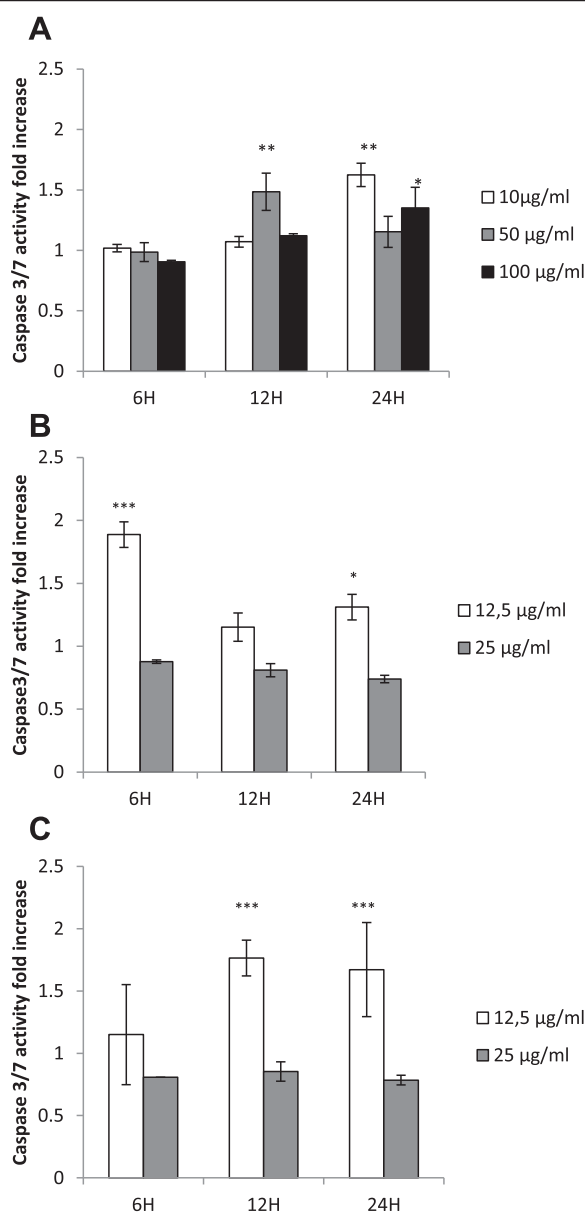 A
Caspase 3/7 activity fold increase
2.5
2
1.5
1
0.5
0
**
**
*
6H 12H 24H
10µg/ml
50 µg/ml
100 µg/ml
B
Caspase3/7 activity fold increase
2.5
2
1.5
1
0.5
0
***
*
6H 12H 24H
12,5 µg/ml
25 µg/ml
C
Caspase 3/7 activity fold increase
2.5
2
1.5
1
0.5
0
***
***
6H 12H 24H
12,5 µg/ml
25 µg/ml